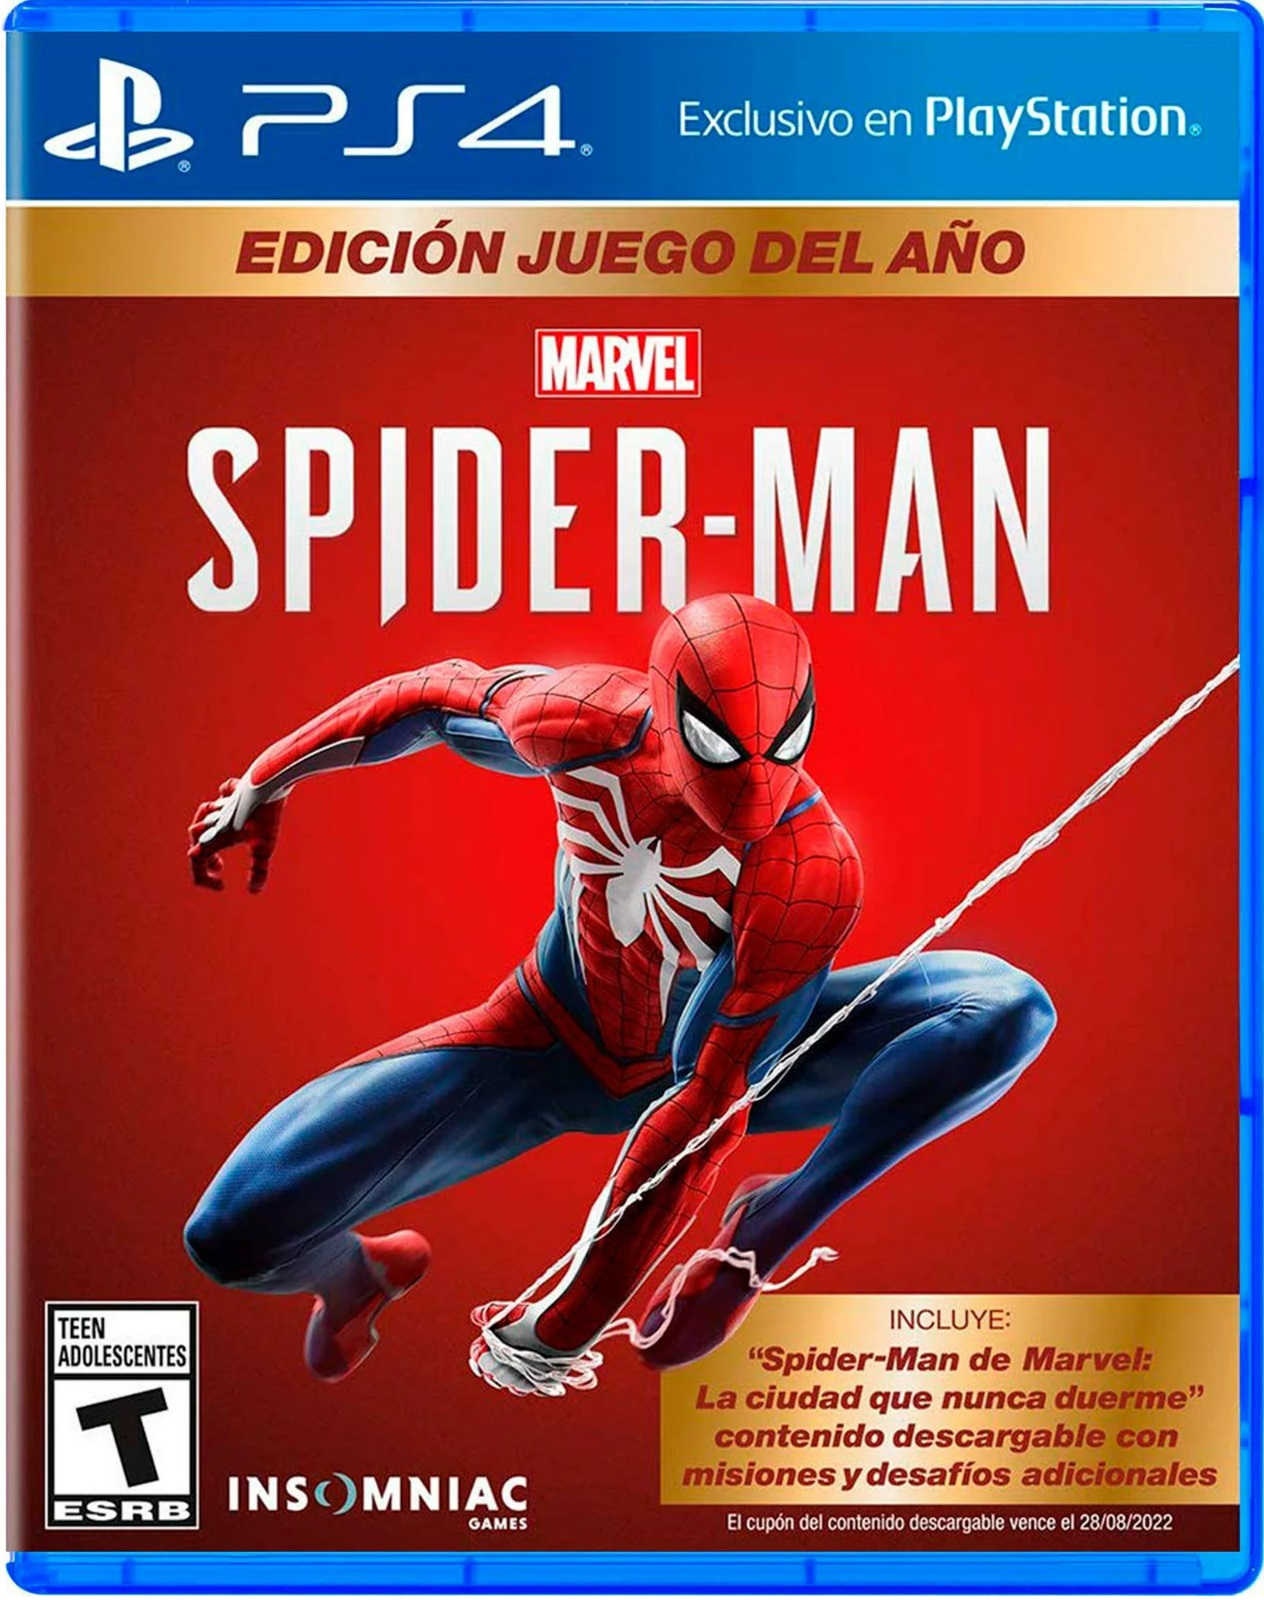 PS4
Exclusivo en PlayStation
EDICIÓN JUEGO DEL AÑO
MARVEL
SPIDER-MAN
INCLUYE:
"Spider-Man de Marvel:
La ciudad que nunca duerme"
contenido descargable con
misiones y desafíos adicionales
El cupón del contenido descargable vence el 28/08/2022
TEEN
ADOLESCENTES
T
ESRB
INSOMNIAC
GAMES